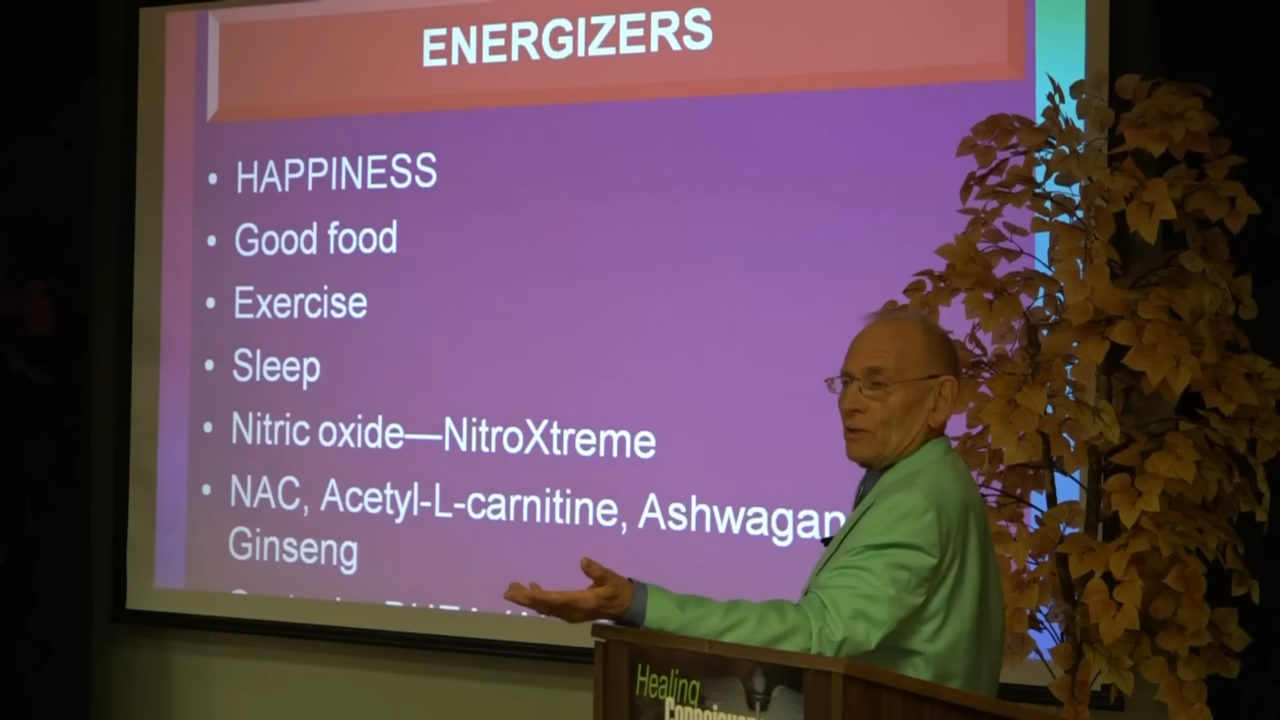 ENERGIZERS
• HAPPINESS
• Good food
• Exercise
• Sleep
• Nitric oxide—NitroXtreme
• NAC, Acetyl-L-carnitine, Ashwagan
Ginseng
Healing